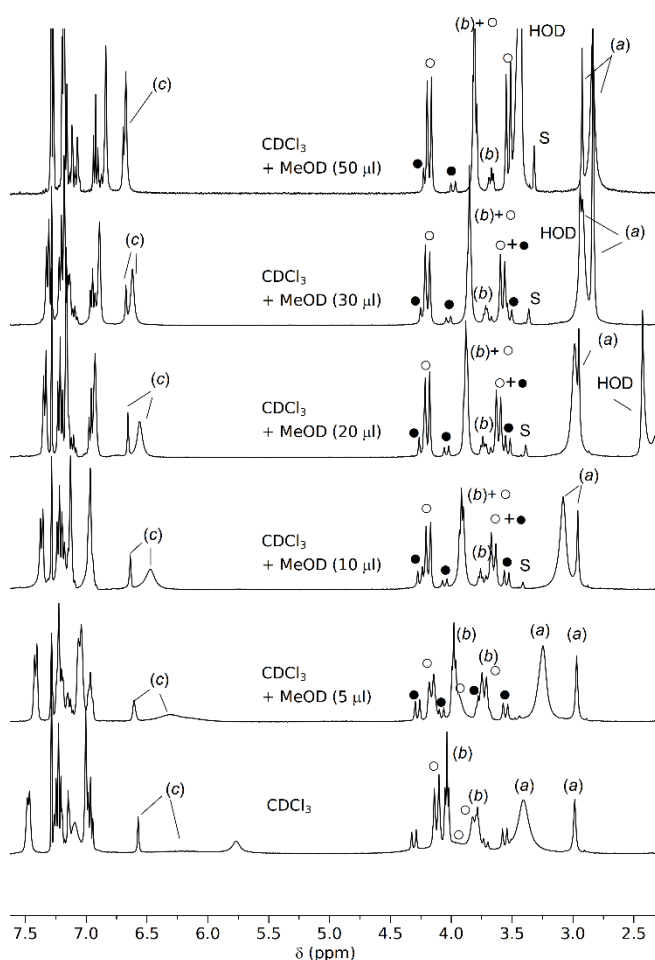 (b)+ ○
HOD
(c)
○
○
(a)
CDCl₃
+ MeOD (50 µl)
●
●
(b)
S
(c)
○
(b)+ ○
HOD
○ + ●
(a)
CDCl₃
+ MeOD (30 µl)
●
●
(b)
●
S
(c)
○
(b)+ ○
○ + ●
(a)
HOD
CDCl₃
+ MeOD (20 µl)
●
●
(b)
●
S
(c)
○
(b)+ ○
○ + ●
(a)
CDCl₃
+ MeOD (10 µl)
●
●
(b)
●
S
(c)
○
(b)
○
(b)
○
(a)
(a)
CDCl₃
+ MeOD (5 µl)
●
●
●
●
(c)
CDCl₃
○
(b)
○
○
(b)
(a)
(a)
7.5 7.0 6.5 6.0 5.5 5.0 4.5 4.0 3.5 3.0 2.5
δ (ppm)